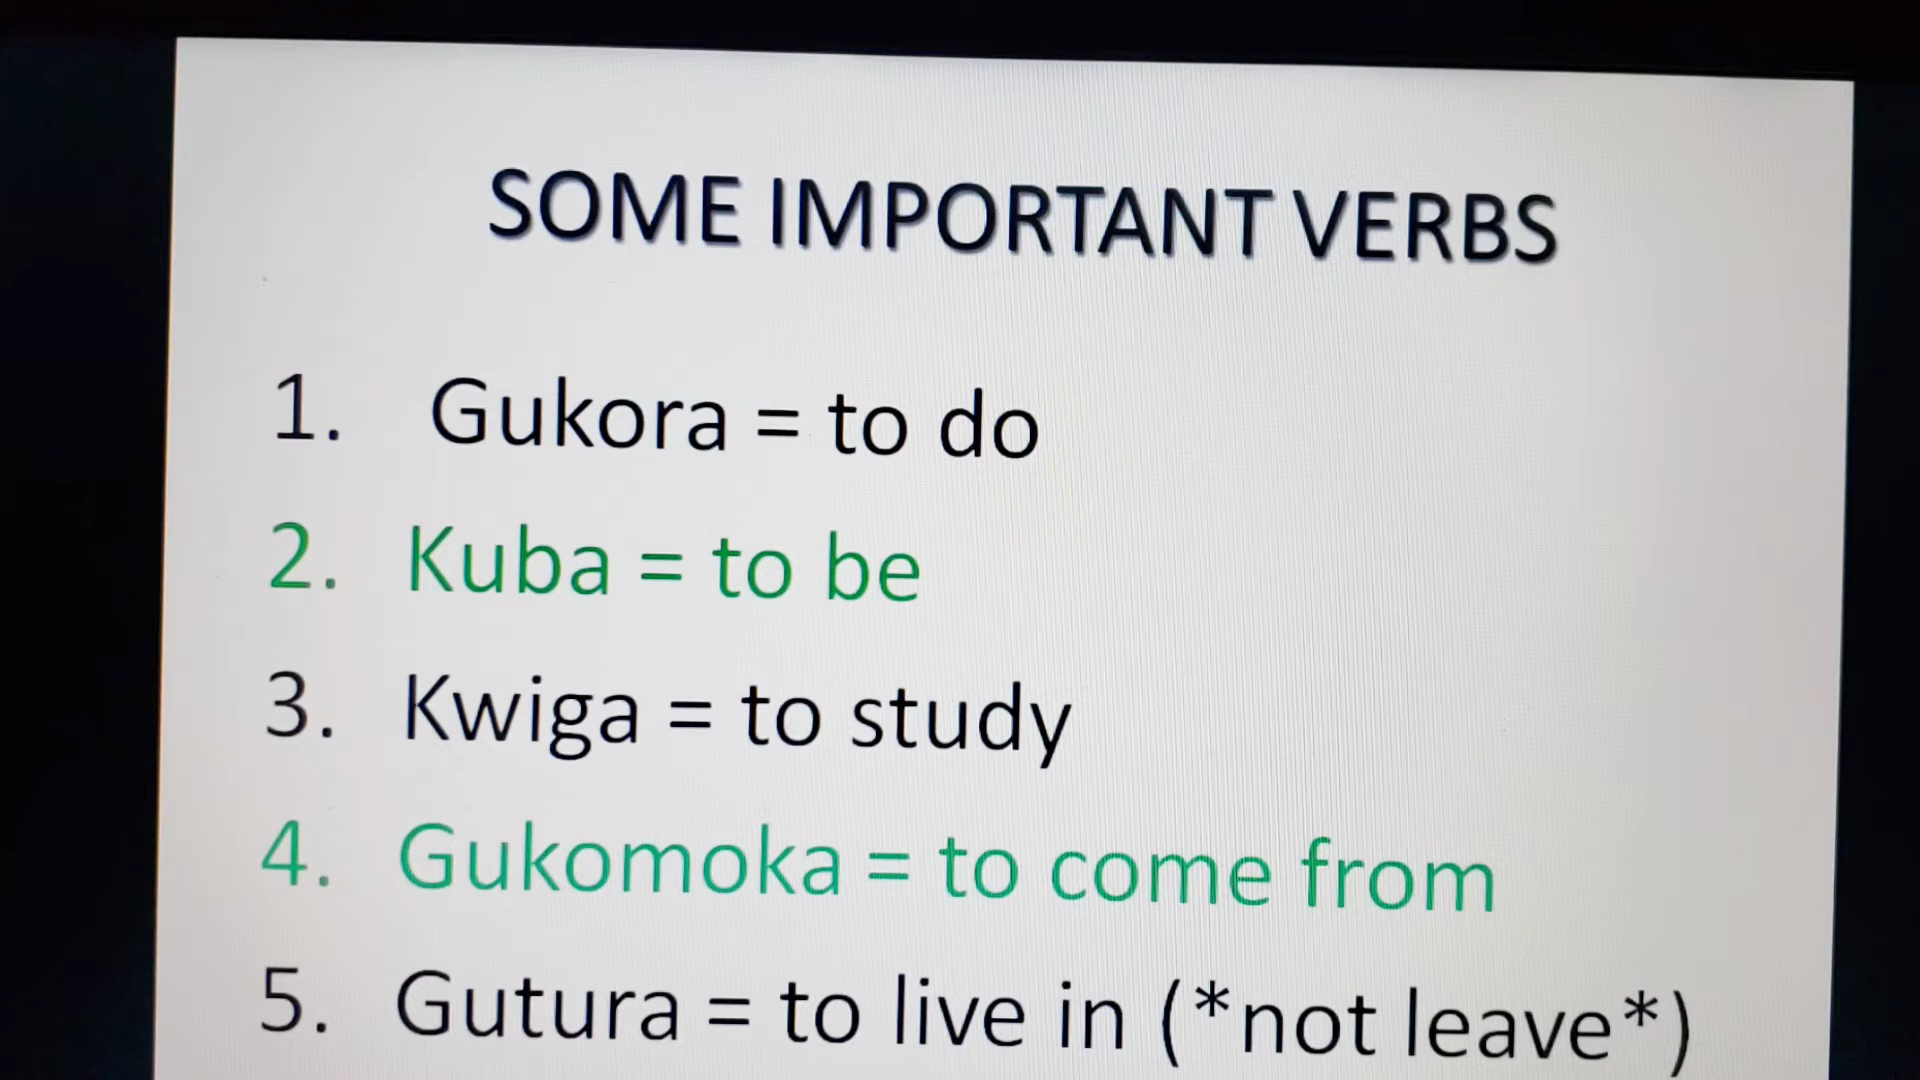 SOME IMPORTANT VERBS
1. Gukora = to do
2. Kuba = to be
3. Kwiga = to study
4. Gukomoka = to come from
5. Gutura = to live in (*not leave*)